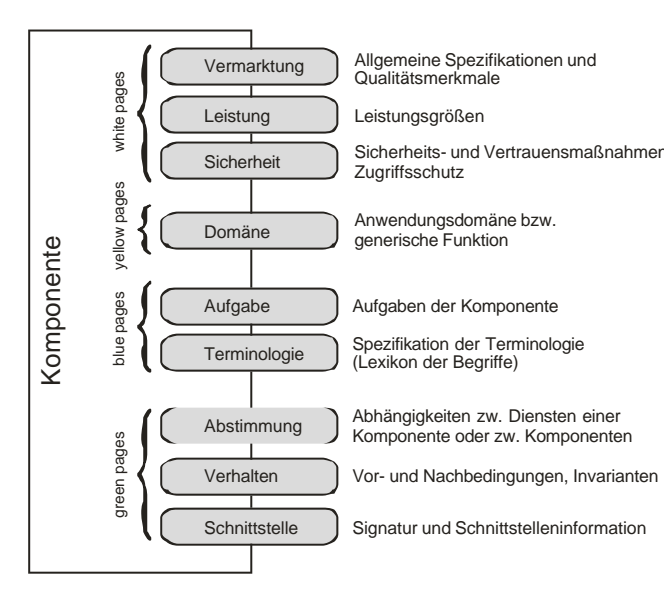 Komponente
white pages
Vermarktung
Allgemeine Spezifikationen und
Qualitätsmerkmale
Leistung
Leistungsgrößen
Sicherheit
Sicherheits- und Vertrauensmaßnahmen
Zugriffsschutz
yellow pages
Domäne
Anwendungsdomäne bzw.
generische Funktion
blue pages
Aufgabe
Aufgaben der Komponente
Terminologie
Spezifikation der Terminologie
(Lexikon der Begriffe)
green pages
Abstimmung
Abhängigkeiten zw. Diensten einer
Komponente oder zw. Komponenten
Verhalten
Vor- und Nachbedingungen, Invarianten
Schnittstelle
Signatur und Schnittstelleninformation